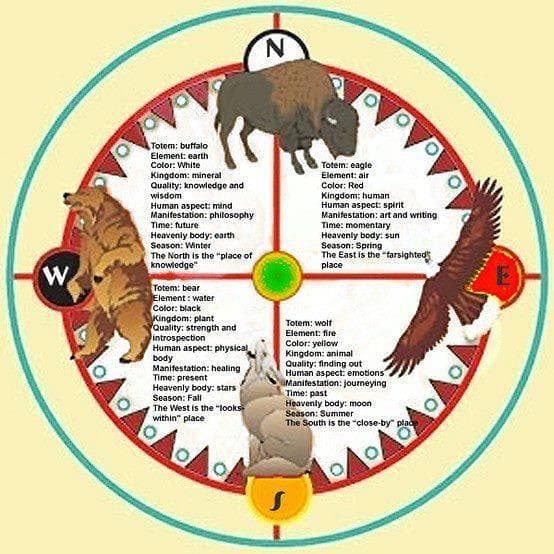 N
Totem: buffalo
Element: earth
Color: White
Kingdom: mineral
Quality: knowledge and
wisdom
Human aspect: mind
Manifestation: philosophy
Time: future
Heavenly body: earth
Season: Winter
The North is the "place of
knowledge"
Totem: eagle
Element: air
Color: Red
Kingdom: human
Human aspect: spirit
Manifestation: art and writing
Time: momentary
Heavenly body: sun
Season: Spring
The East is the "farsighted"
place
W
E
Totem: bear
Element : water
Color: black
Kingdom: plant
Quality: strength and
introspection
Human aspect: physical
body
Manifestation: healing
Time: present
Heavenly body: stars
Season: Fall
The West is the "looks-
within" place
Totem: wolf
Element: fire
Color: yellow
Kingdom: animal
Quality: finding out
Human aspect: emotions
Manifestation: journeying
Time: past
Heavenly body: moon
Season: Summer
The South is the "close-by" place
S